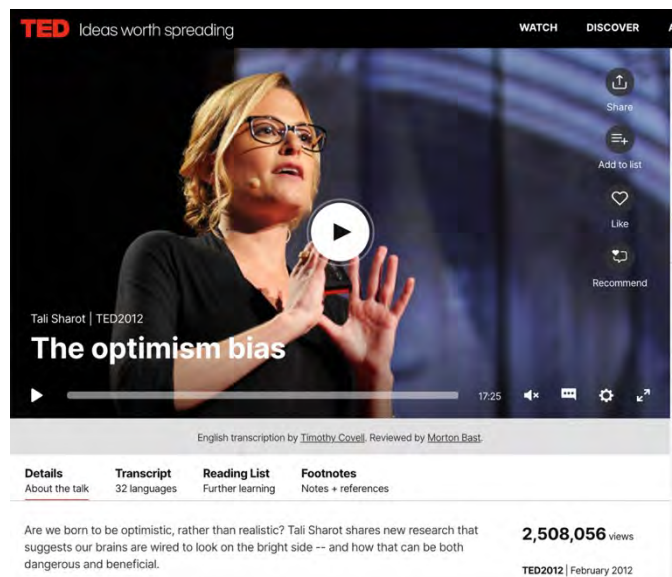 TED Ideas worth spreading
WATCH DISCOVER A
Share
Add to list
Like
Recommend
Tali Sharot | TED2012
The optimism bias
17:25
English transcription by Timothy Covell. Reviewed by Morton Bast.
Details Transcript Reading List Footnotes
About the talk 32 languages Further learning Notes + references
Are we born to be optimistic, rather than realistic? Tali Sharot shares new research that
suggests our brains are wired to look on the bright side -- and how that can be both
dangerous and beneficial.
2,508,056 views
TED2012 | February 2012